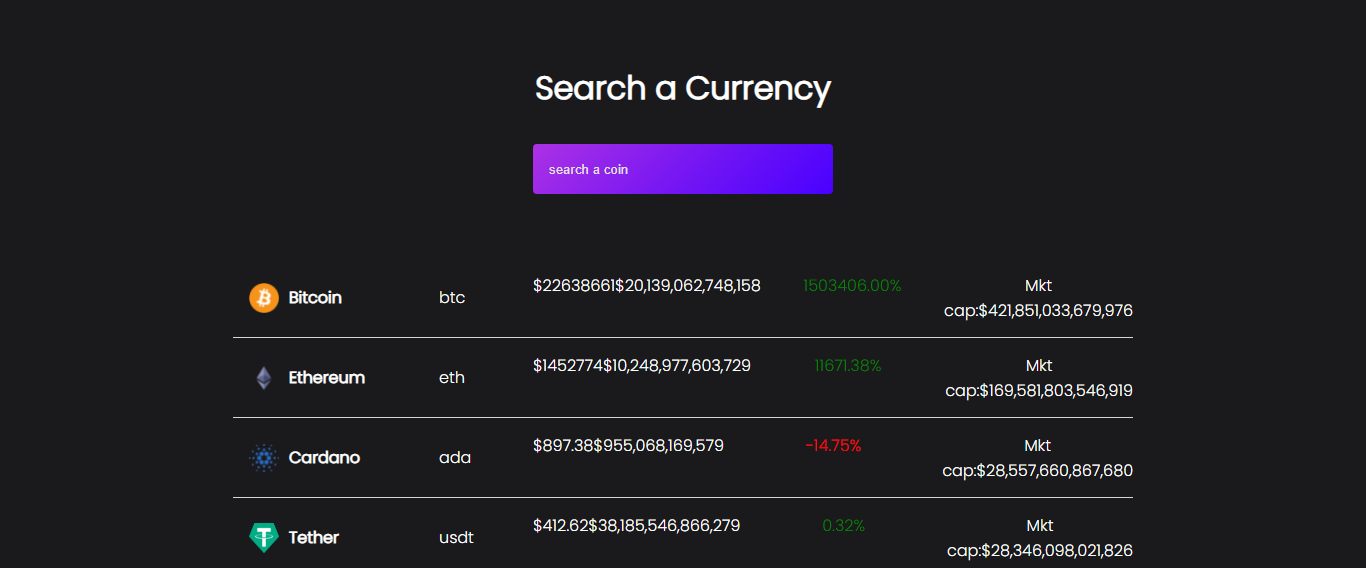 Search a Currency
search a coin
Bitcoin btc $22638661$20,139,062,748,158 1503406.00% Mkt
cap:$421,851,033,679,976
Ethereum eth $1452774$10,248,977,603,729 11671.38% Mkt
cap:$169,581,803,546,919
Cardano ada $897.38$955,068,169,579 -14.75% Mkt
cap:$28,557,660,867,680
Tether usdt $412.62$38,185,546,866,279 0.32% Mkt
cap:$28,346,098,021,826